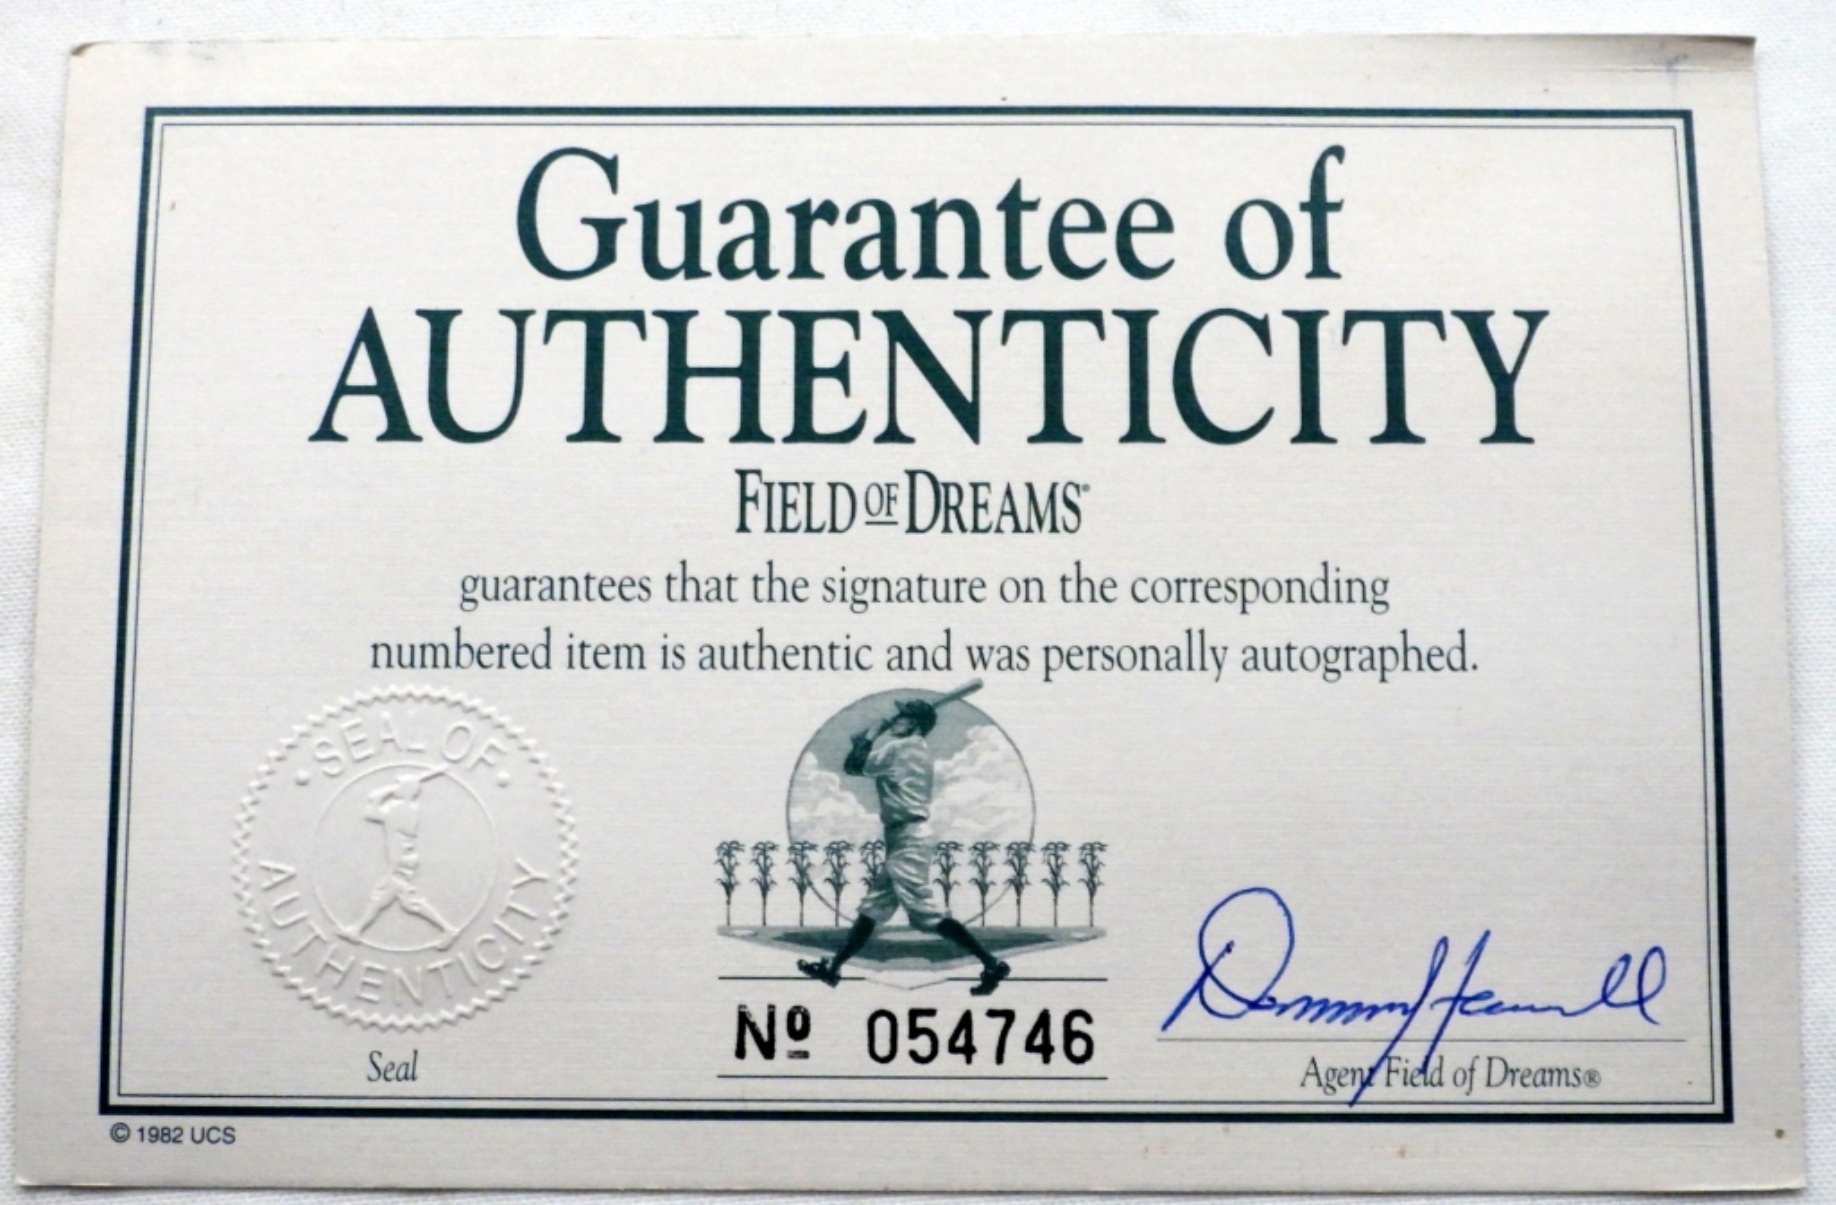 Guarantee of
AUTHENTICITY
FIELD OF DREAMS®
guarantees that the signature on the corresponding
numbered item is authentic and was personally autographed.
· SEAL OF ·
AUTHENTICITY
Seal
Nº 054746
Agent Field of Dreams®
© 1982 UCS